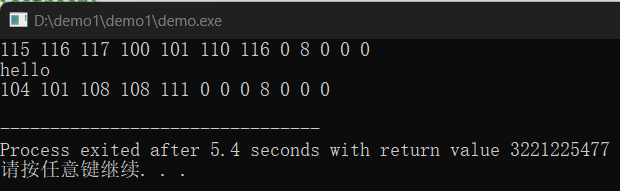 D:\demo1\demo1\demo.exe
115 116 117 100 101 110 116 0 8 0 0 0
hello
104 101 108 108 111 0 0 0 8 0 0 0
--------------------------------
Process exited after 5.4 seconds with return value 3221225477
请按任意键继续. . .